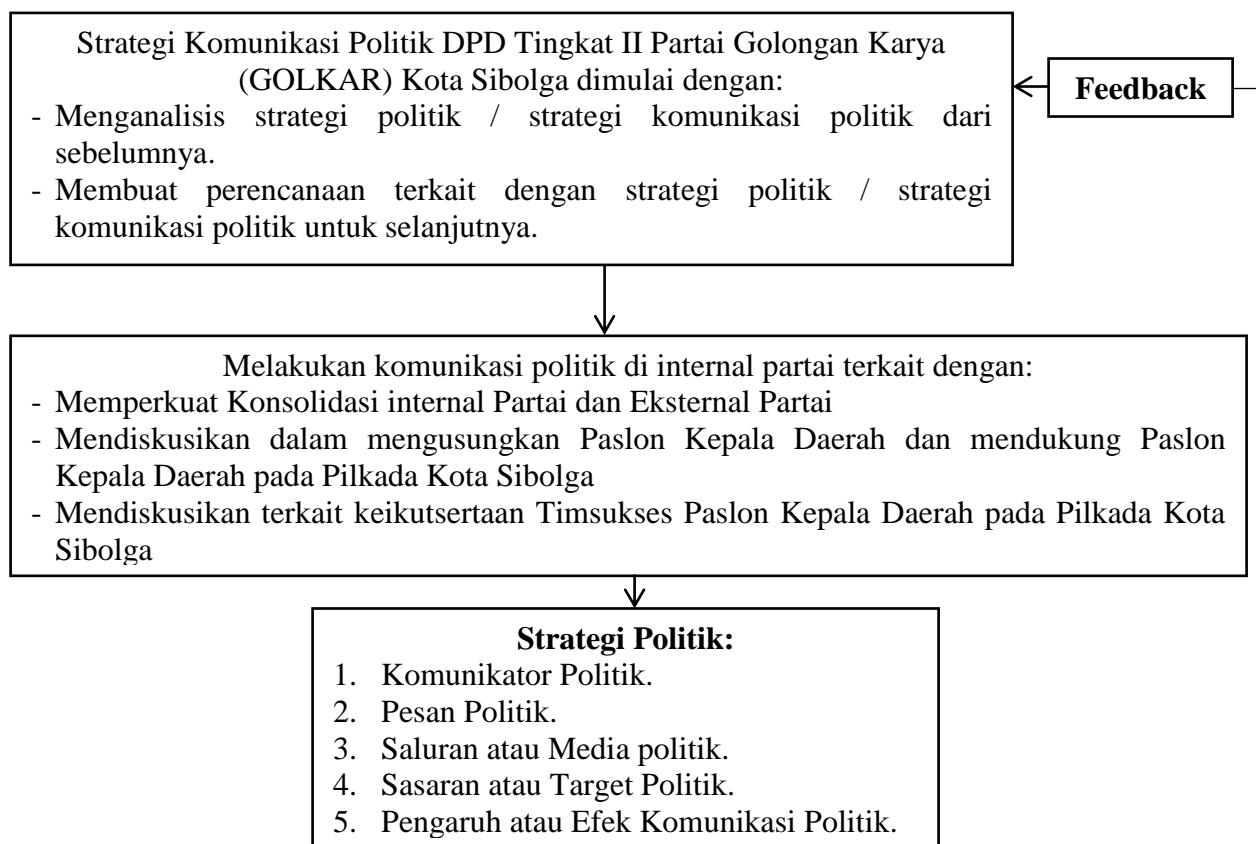 Strategi Komunikasi Politik DPD Tingkat II Partai Golongan Karya
(GOLKAR) Kota Sibolga dimulai dengan:
- Menganalisis strategi politik / strategi komunikasi politik dari
sebelumnya.
- Membuat perencanaan terkait dengan strategi politik / strategi
komunikasi politik untuk selanjutnya.
Feedback
Melakukan komunikasi politik di internal partai terkait dengan:
- Memperkuat Konsolidasi internal Partai dan Eksternal Partai
- Mendiskusikan dalam mengusungkan Paslon Kepala Daerah dan mendukung Paslon
Kepala Daerah pada Pilkada Kota Sibolga
- Mendiskusikan terkait keikutsertaan Timsukses Paslon Kepala Daerah pada Pilkada Kota
Sibolga
Strategi Politik:
1. Komunikator Politik.
2. Pesan Politik.
3. Saluran atau Media politik.
4. Sasaran atau Target Politik.
5. Pengaruh atau Efek Komunikasi Politik.